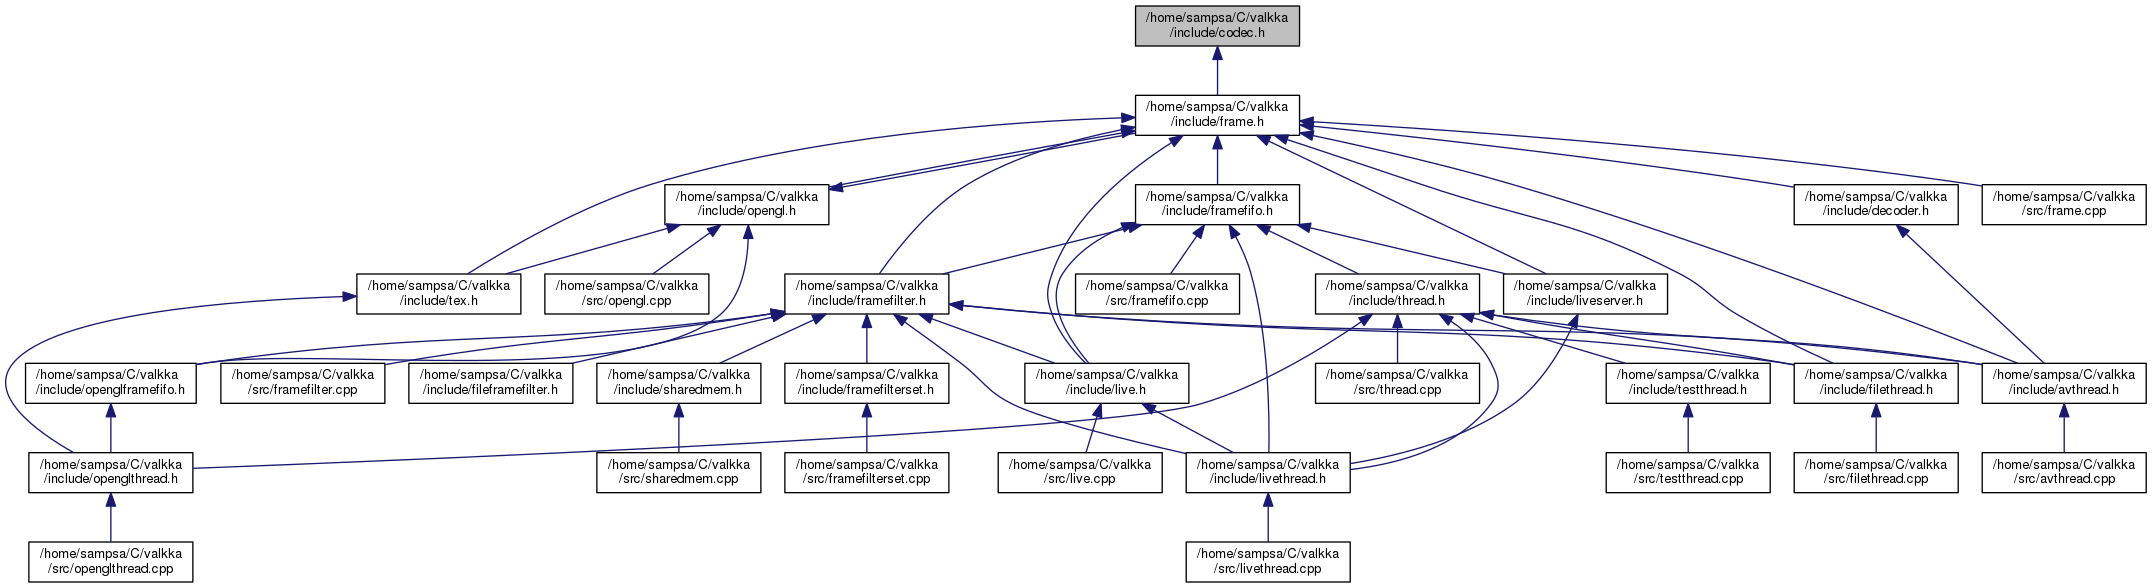 /home/sampsa/C/valkka
/include/codec.h
/home/sampsa/C/valkka
/include/frame.h
/home/sampsa/C/valkka
/include/opengl.h
/home/sampsa/C/valkka
/include/framefifo.h
/home/sampsa/C/valkka
/include/decoder.h
/home/sampsa/C/valkka
/src/frame.cpp
/home/sampsa/C/valkka
/include/tex.h
/home/sampsa/C/valkka
/src/opengl.cpp
/home/sampsa/C/valkka
/include/framefilter.h
/home/sampsa/C/valkka
/src/framefifo.cpp
/home/sampsa/C/valkka
/include/thread.h
/home/sampsa/C/valkka
/include/liveserver.h
/home/sampsa/C/valkka
/include/openglframefifo.h
/home/sampsa/C/valkka
/src/framefilter.cpp
/home/sampsa/C/valkka
/include/fileframefilter.h
/home/sampsa/C/valkka
/include/sharedmem.h
/home/sampsa/C/valkka
/include/framefilterset.h
/home/sampsa/C/valkka
/include/live.h
/home/sampsa/C/valkka
/src/thread.cpp
/home/sampsa/C/valkka
/include/testthread.h
/home/sampsa/C/valkka
/include/filethread.h
/home/sampsa/C/valkka
/include/avthread.h
/home/sampsa/C/valkka
/include/openglthread.h
/home/sampsa/C/valkka
/src/sharedmem.cpp
/home/sampsa/C/valkka
/src/framefilterset.cpp
/home/sampsa/C/valkka
/src/live.cpp
/home/sampsa/C/valkka
/include/livethread.h
/home/sampsa/C/valkka
/src/testthread.cpp
/home/sampsa/C/valkka
/src/filethread.cpp
/home/sampsa/C/valkka
/src/avthread.cpp
/home/sampsa/C/valkka
/src/openglthread.cpp
/home/sampsa/C/valkka
/src/livethread.cpp